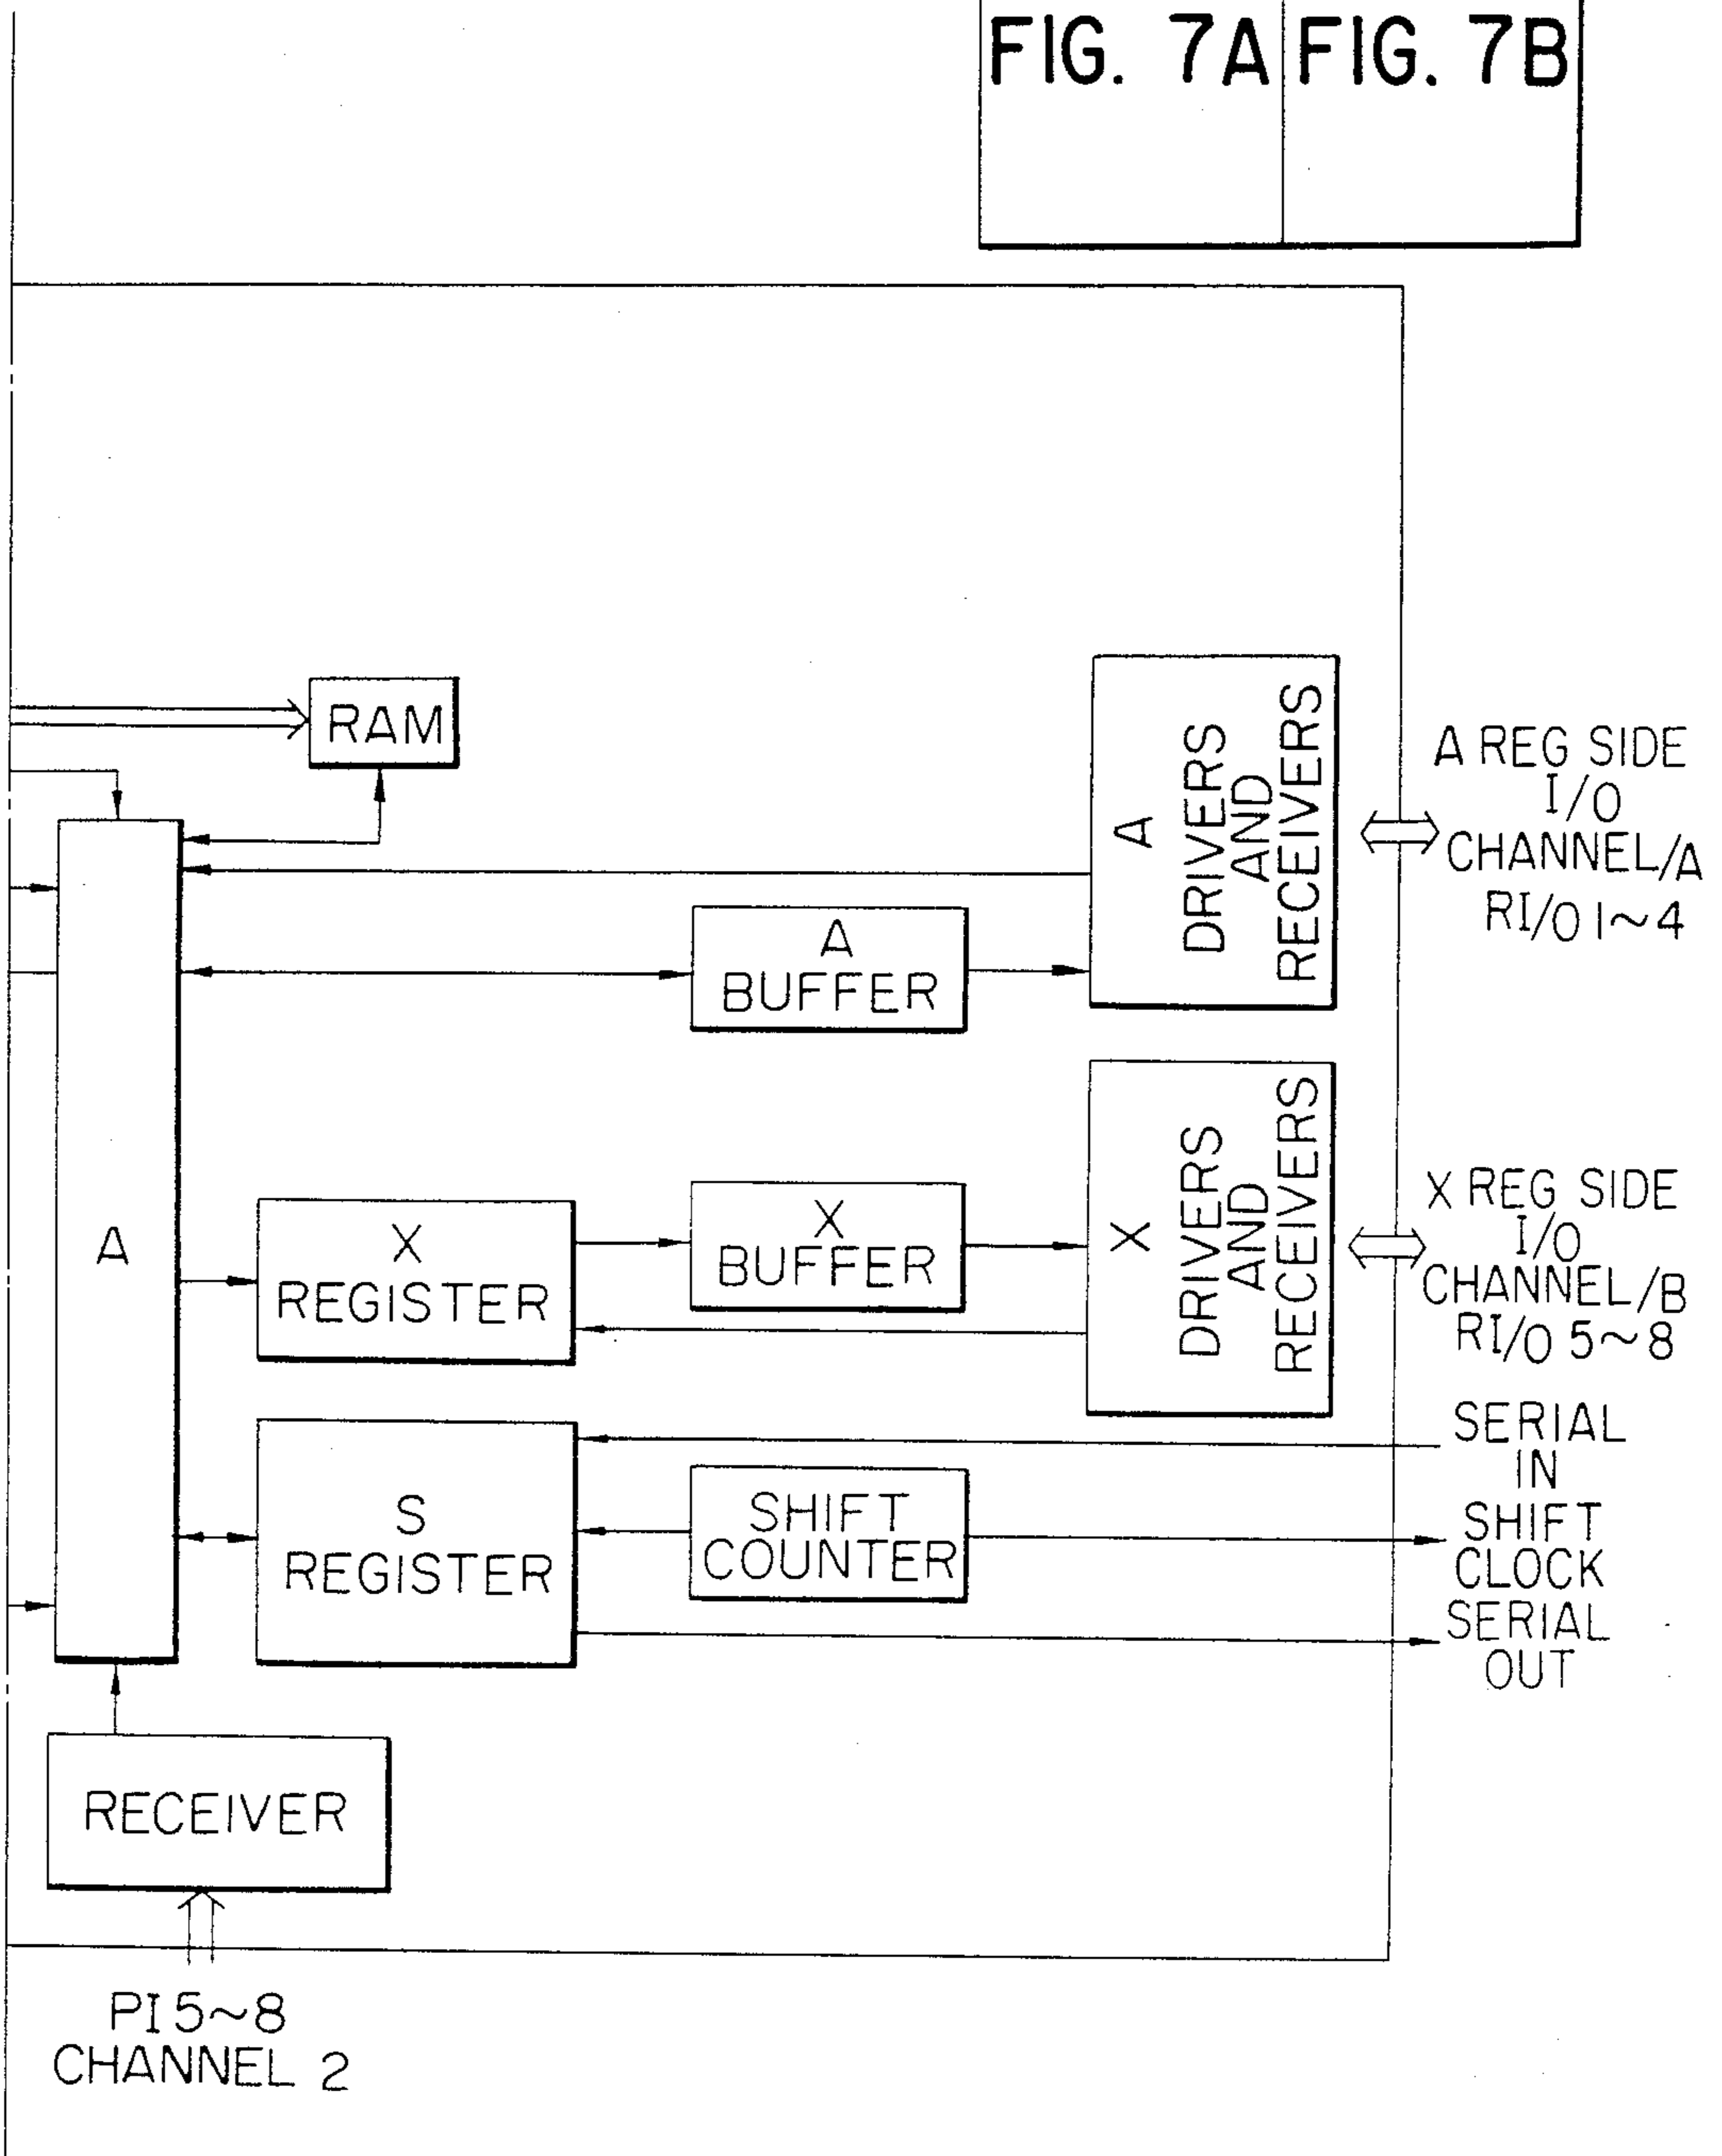 FIG. 7A
FIG. 7B
RAM
A
DRIVERS
AND
RECEIVERS
A REG SIDE
I/O
CHANNEL/A
RI/O 1~4
A
BUFFER
A
X
REGISTER
X
BUFFER
X
DRIVERS
AND
RECEIVERS
X REG SIDE
I/O
CHANNEL/B
RI/O 5~8
S
REGISTER
SHIFT
COUNTER
SERIAL
IN
SHIFT
CLOCK
SERIAL
OUT
RECEIVER
PI 5~8
CHANNEL 2